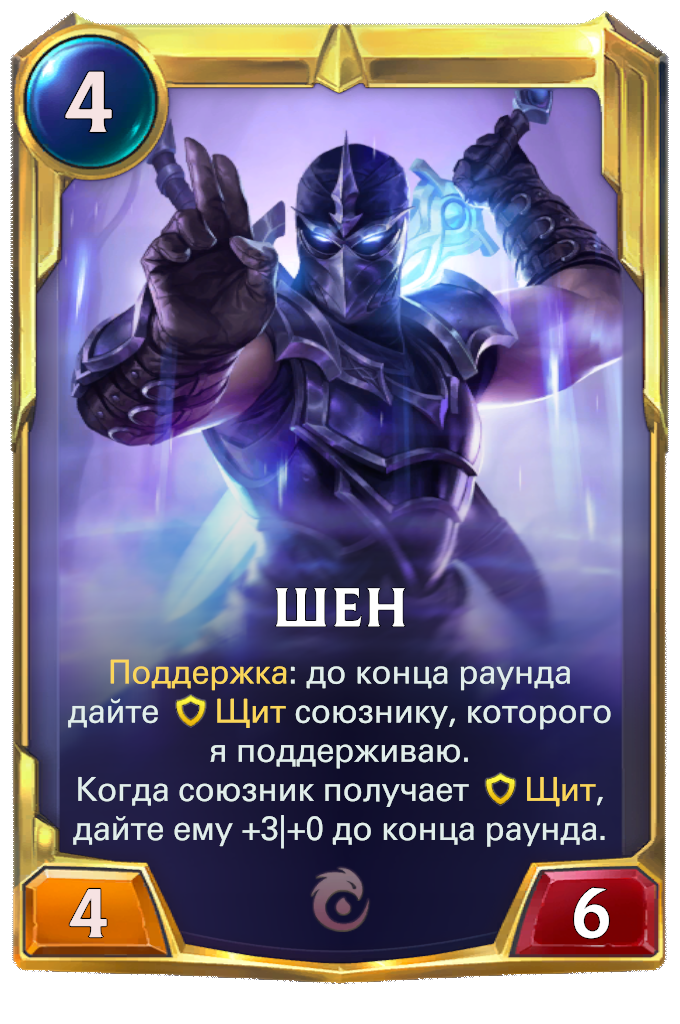 4
ШЕН
Поддержка: до конца раунда
дайте Щит союзнику, которого
я поддерживаю.
Когда союзник получает Щит,
дайте ему +3|+0 до конца раунда.
4
6